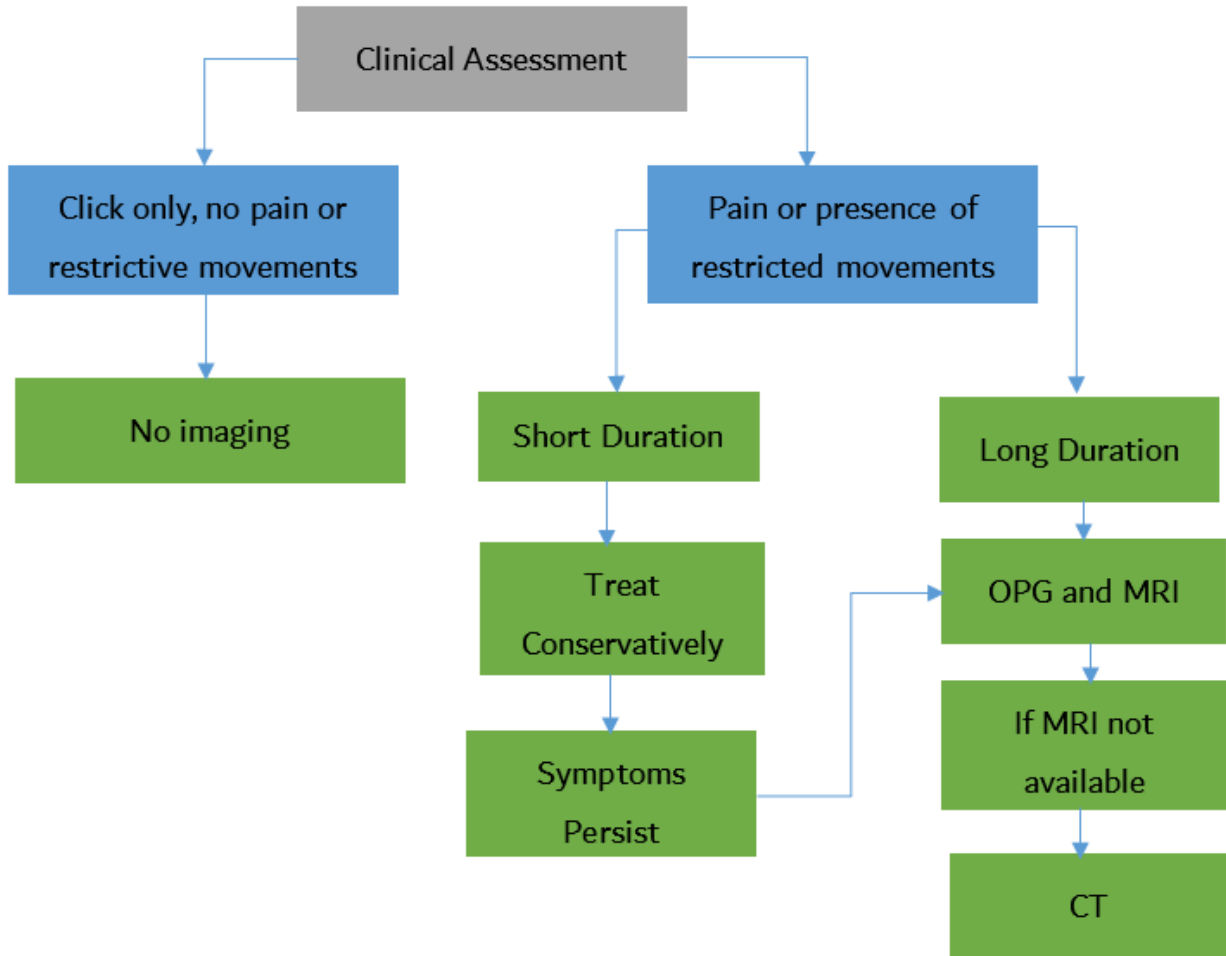 Clinical Assessment
Click only, no pain or
restrictive movements
Pain or presence of
restricted movements
No imaging
Short Duration
Long Duration
Treat
Conservatively
OPG and MRI
Symptoms
Persist
If MRI not
available
CT